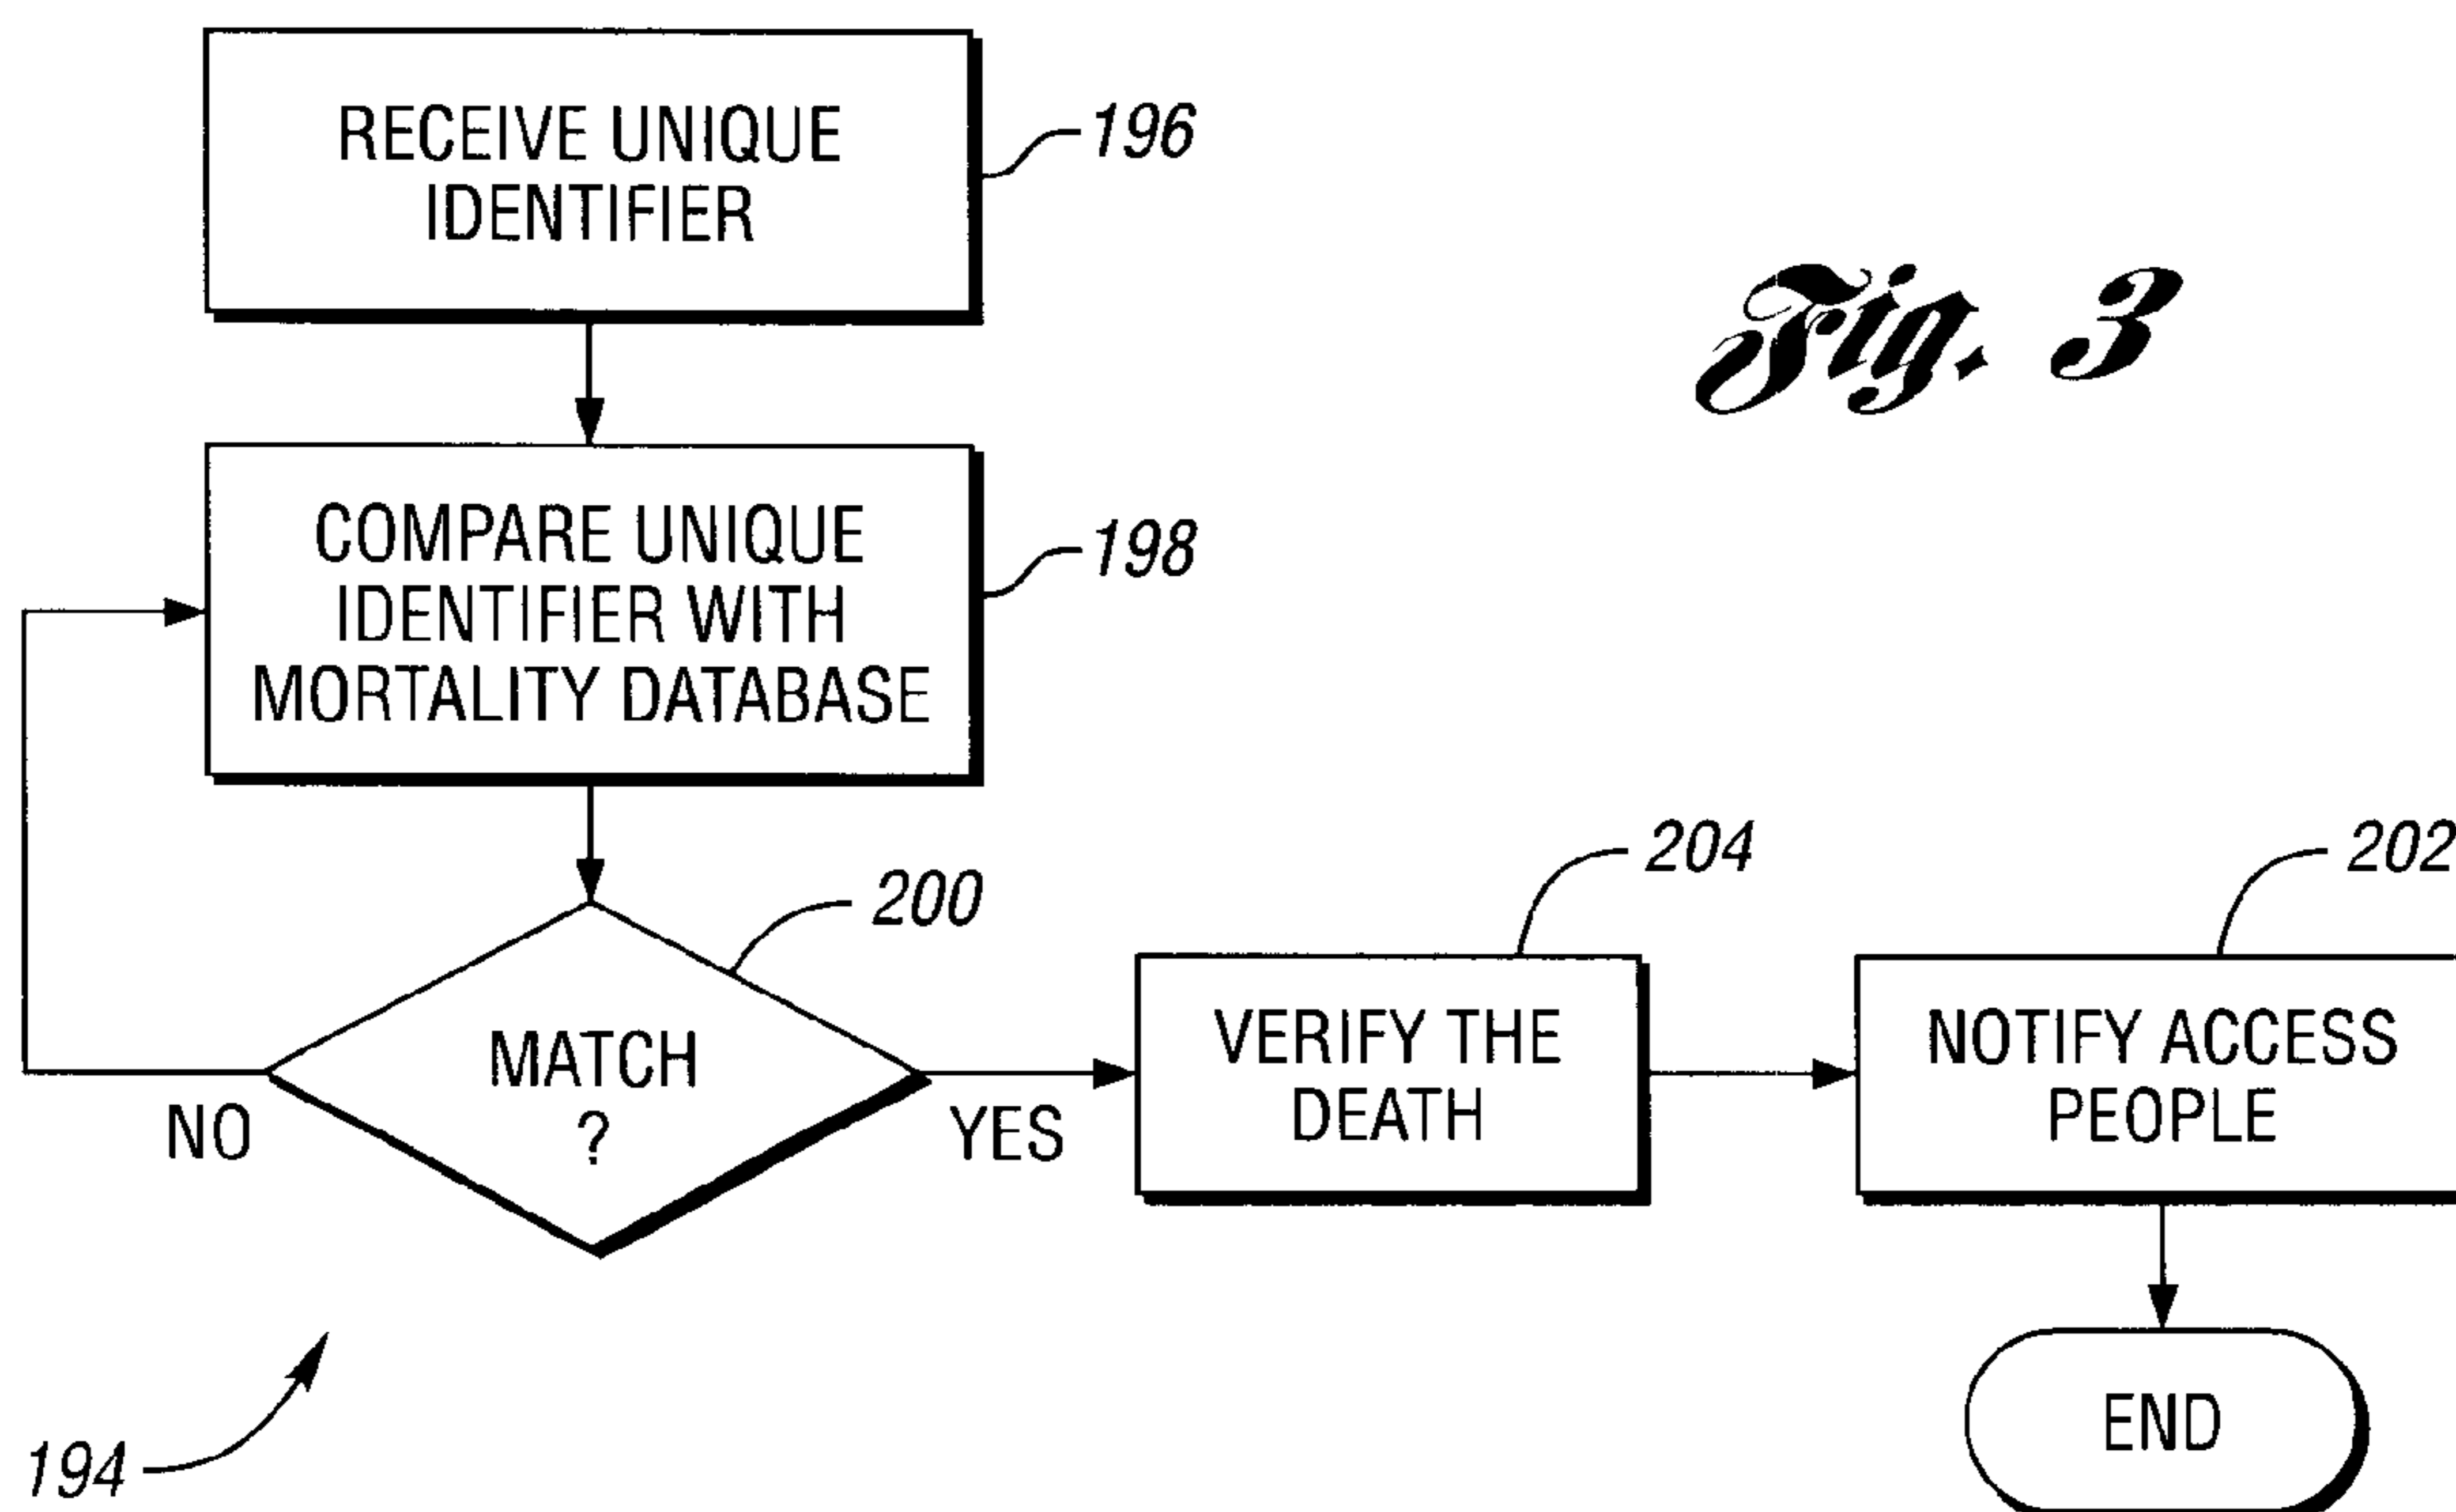 RECEIVE UNIQUE
IDENTIFIER
196
Fig. 3
COMPARE UNIQUE
IDENTIFIER WITH
MORTALITY DATABASE
198
200
MATCH
?
NO
YES
204
VERIFY THE
DEATH
202
NOTIFY ACCESS
PEOPLE
END
194